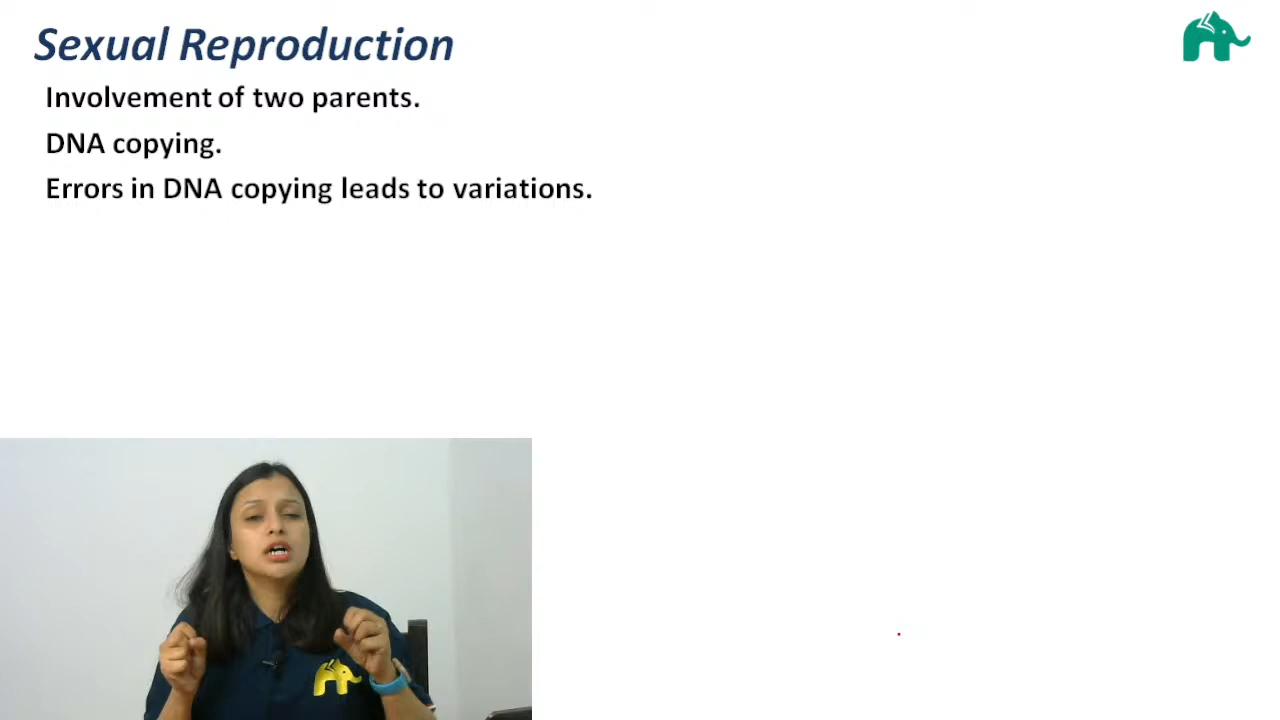 Sexual Reproduction
Involvement of two parents.
DNA copying.
Errors in DNA copying leads to variations.